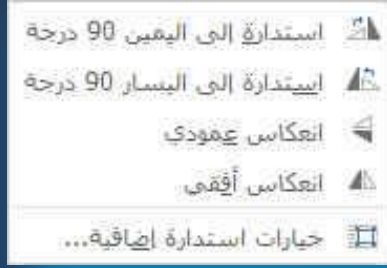 استدارة إلى اليمين 90 درجة
استدارة إلى اليسار 90 درجة
انعكاس عمودي
انعكاس أفقي
خيارات استدارة إضافية...